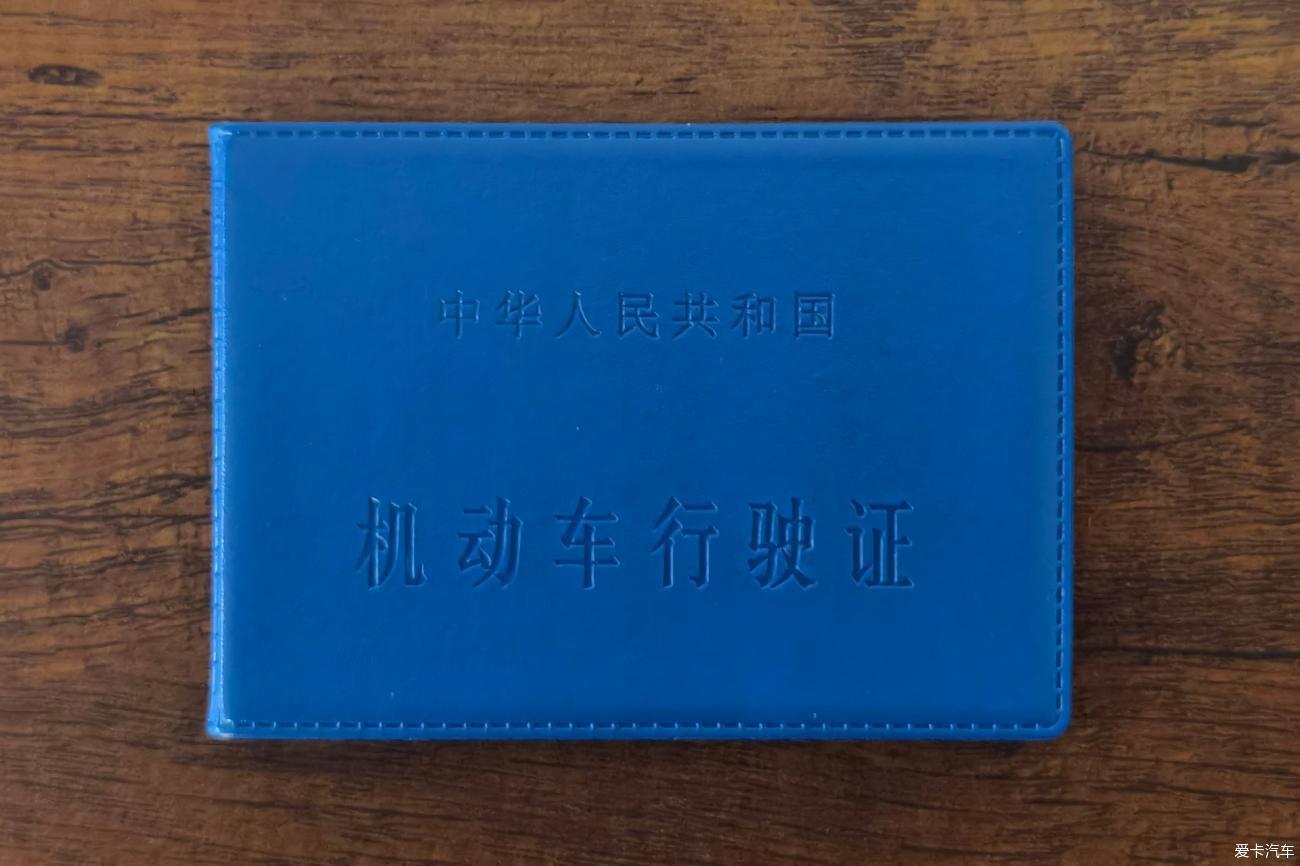 中华人民共和国
机动车行驶证
爱卡汽车